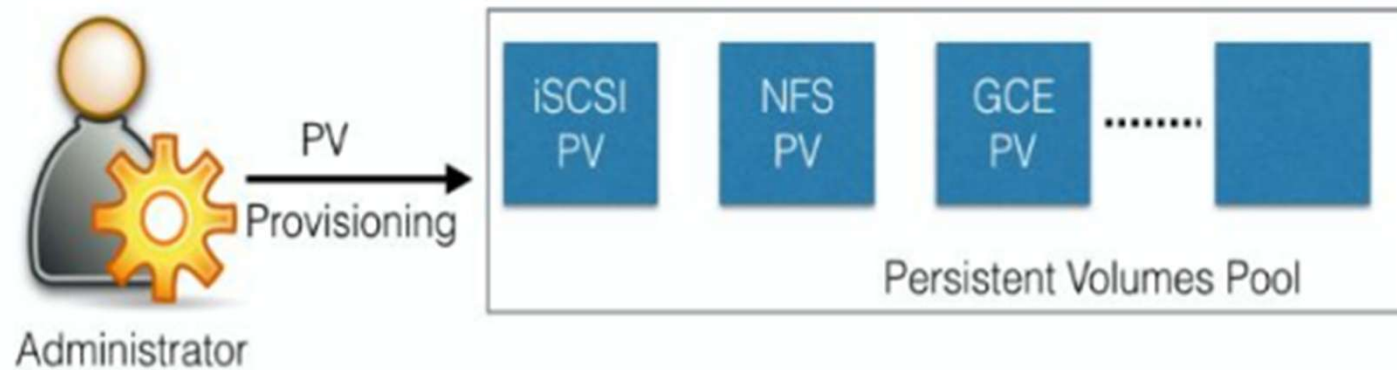 PV
Provisioning
Administrator
iSCSI
PV
NFS
PV
GCE
PV
Persistent Volumes Pool